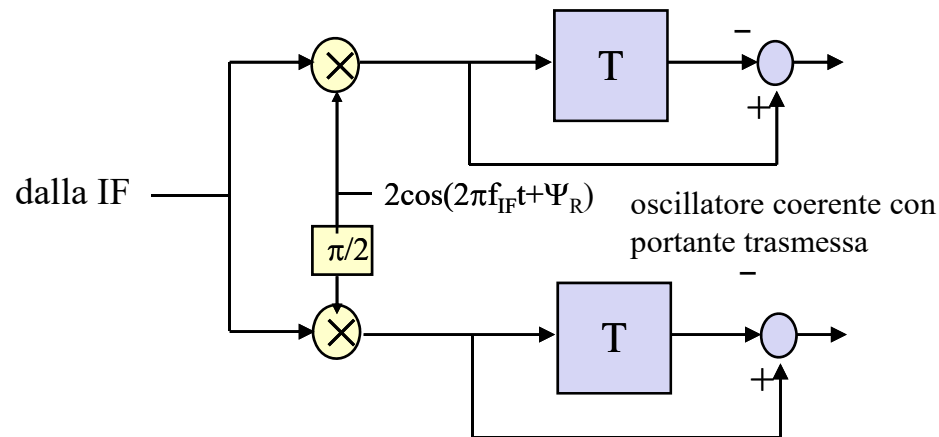 −
T
+
dalla IF
2cos(2πf_IFt+Ψ_R)
oscillatore coerente con
portante trasmessa
π/2
−
T
+